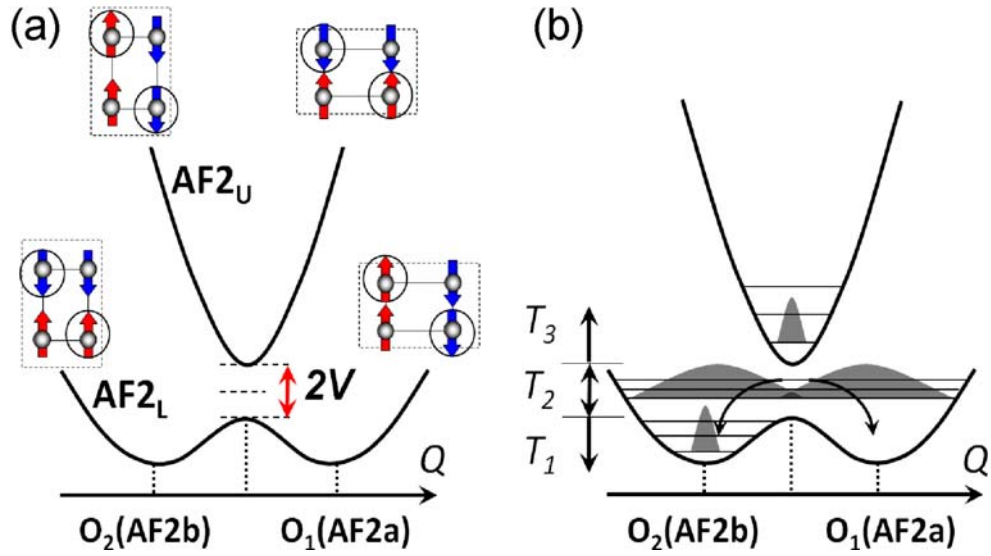 (a)
AF2U
AF2L
2V
Q
O2(AF2b)
O1(AF2a)
(b)
T3
T2
T1
Q
O2(AF2b)
O1(AF2a)